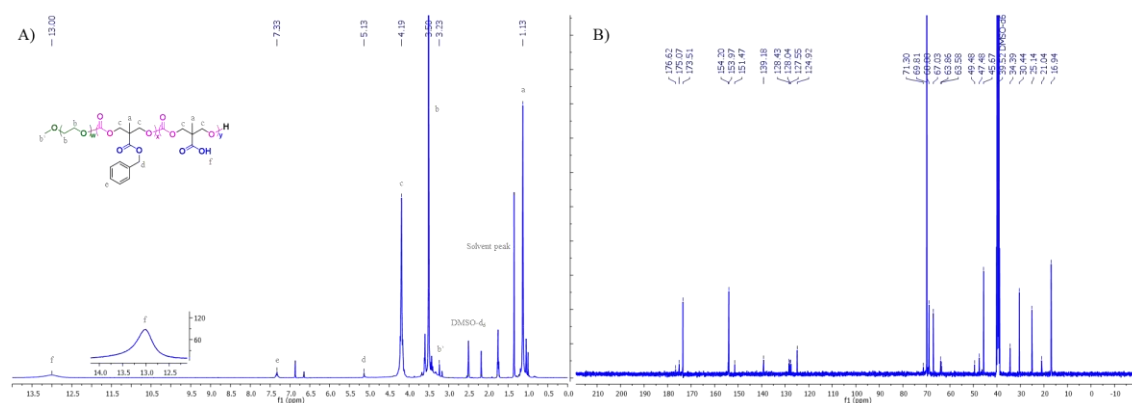 A)
13.00
7.33
5.13
4.19
3.50
3.23
1.13
a
b
c
Solvent peak
DMSO-d6
b'
f
e
d
f
120
60
14.0 13.5 13.0 12.5
O
a
c
c
O
O
O
a
c
c
O
O
H
b'
b
b
O
O
w
x
y
O
O
O
OH
d
f
e
13.5 12.5 11.5 10.5 9.5 9.0 8.5 8.0 7.5 7.0 6.5 6.0 5.5 5.0 4.5 4.0 3.5 3.0 2.5 2.0 1.5 1.0 0.5 0.0
f1 (ppm)
B)
176.62
175.07
173.51
154.20
153.97
151.47
139.18
128.43
128.04
127.55
124.92
71.30
69.81
67.03
63.86
63.58
49.48
47.48
45.67
39.52 DMSO-d6
34.39
30.44
25.14
21.04
16.94
210 200 190 180 170 160 150 140 130 120 110 100 90 80 70 60 50 40 30 20 10 0 -10
f1 (ppm)